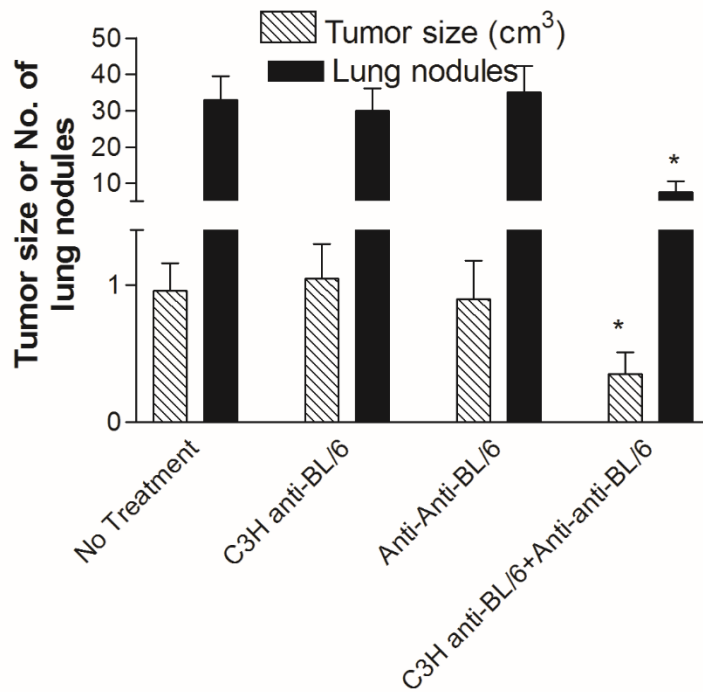 Tumor size (cm³)
Lung nodules
Tumor size or No. of
lung nodules
50
40
30
20
10
1
0
*
*
No Treatment
C3H anti-BL/6
Anti-Anti-BL/6
C3H anti-BL/6+Anti-anti-BL/6